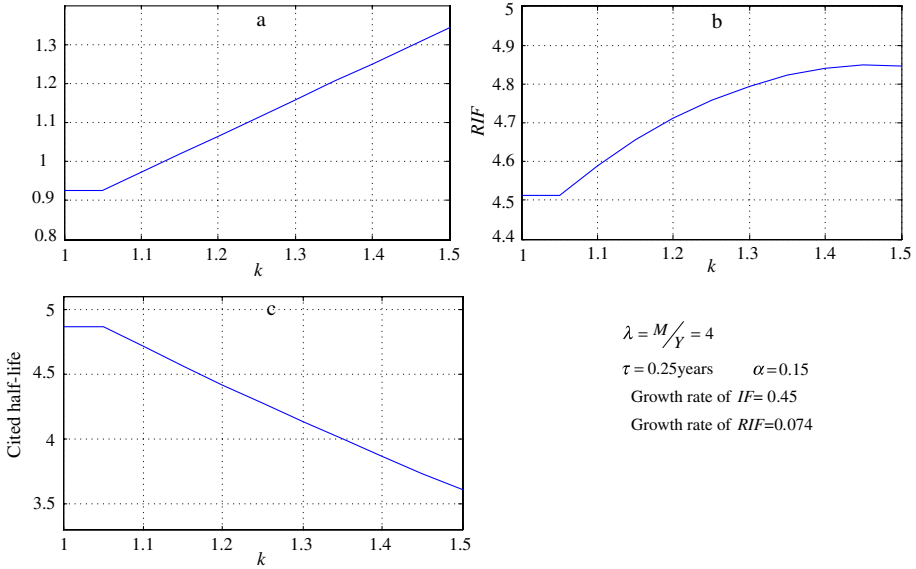 a
1.3
1.2
1.1
1
0.9
0.8
1 1.1 1.2 1.3 1.4 1.5
k
b
5
4.9
4.8
4.7
4.6
4.5
4.4
RIF
1 1.1 1.2 1.3 1.4 1.5
k
c
5
4.5
4
3.5
Cited half-life
1 1.1 1.2 1.3 1.4 1.5
k
λ = M/Y = 4
τ = 0.25years α=0.15
Growth rate of IF= 0.45
Growth rate of RIF=0.074